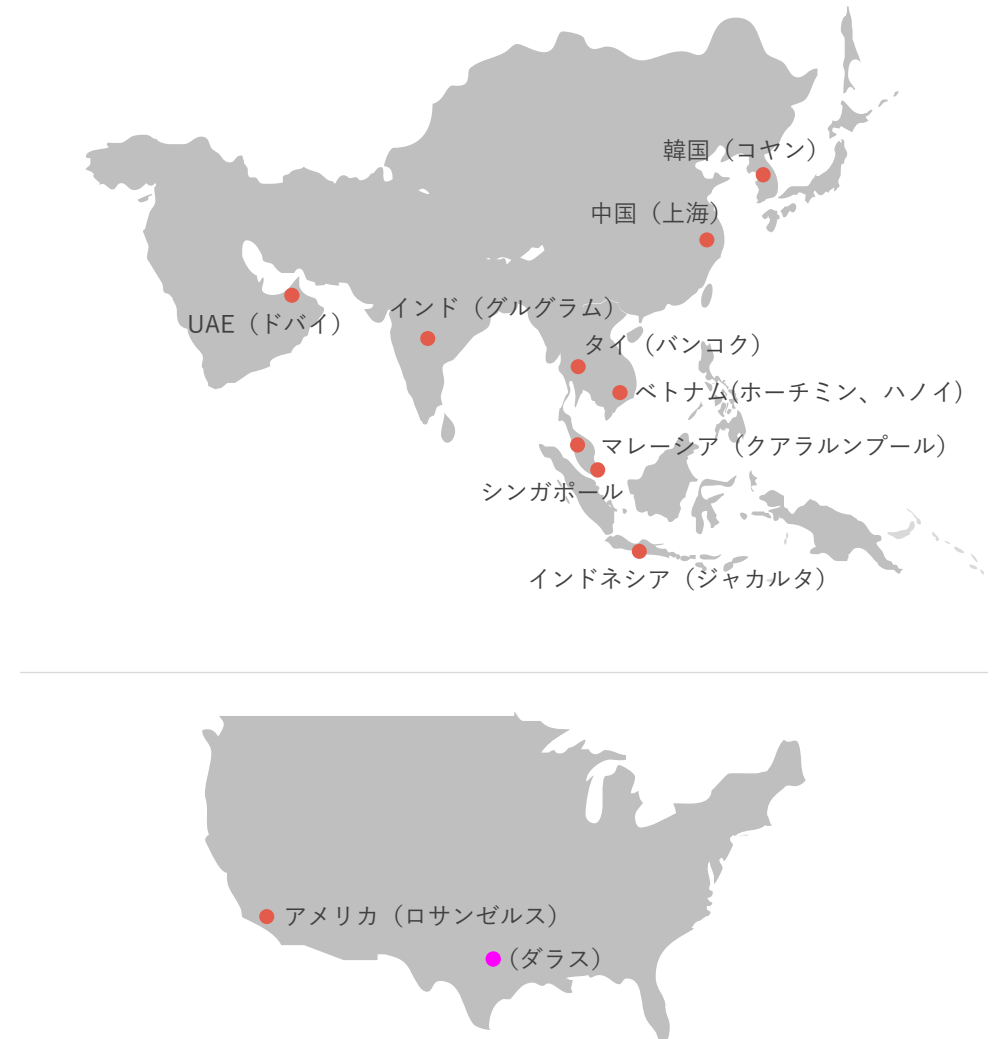 韓国（コヤン）
中国（上海）
インド（グルグラム）
UAE（ドバイ）
タイ（バンコク）
ベトナム(ホーチミン、ハノイ)
マレーシア（クアラルンプール）
シンガポール
インドネシア（ジャカルタ）
アメリカ（ロサンゼルス）
（ダラス）